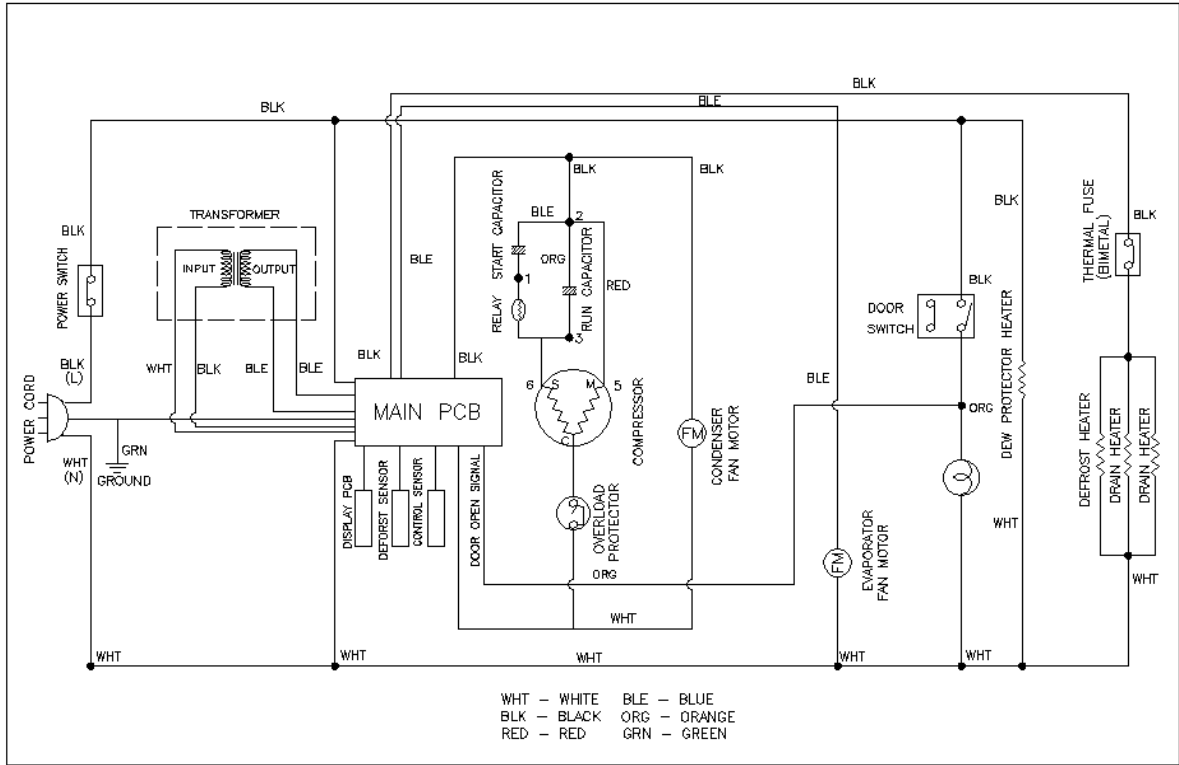 BLK
BLE
BLK
BLK
BLK
BLE
TRANSFORMER
INPUT
OUTPUT
BLK
POWER SWITCH
BLK
(L)
POWER CORD
WHT
(N)
GRN
GROUND
WHT
BLK
BLE
BLE
BLK
BLE
BLK
MAIN PCB
DISPLAY PCB
DEFORST SENSOR
CONTROL SENSOR
DOOR OPEN SIGNAL
START CAPACITOR
RELAY
1
2
ORG
RUN CAPACITOR
3
RED
6
S
M
5
C
COMPRESSOR
OVERLOAD
PROTECTOR
FM
CONDENSER
FAN MOTOR
BLE
FM
EVAPORATOR
FAN MOTOR
ORG
WHT
BLK
DOOR
SWITCH
ORG
BLK
DEW PROTECTOR HEATER
WHT
THERMAL FUSE
(BIMETAL)
BLK
DEFROST HEATER
DRAIN HEATER
DRAIN HEATER
WHT
WHT
WHT
WHT
WHT
WHT
WHT – WHITE BLE – BLUE
BLK – BLACK ORG – ORANGE
RED – RED GRN – GREEN